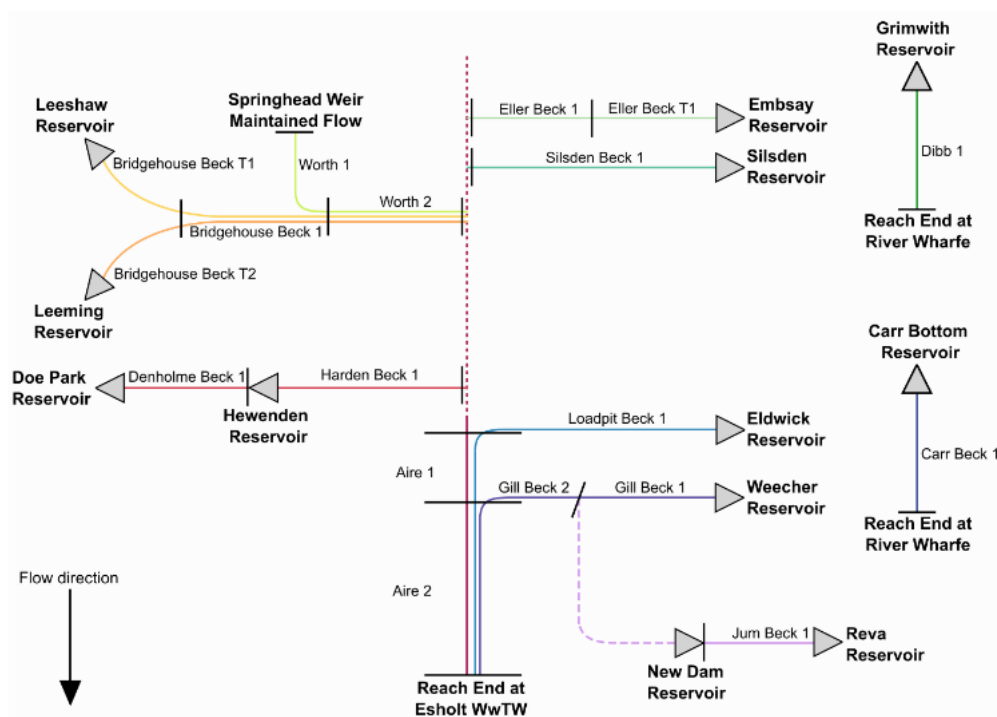 Grimwith
Reservoir
Leeshaw
Reservoir
Springhead Weir
Maintained Flow
Eller Beck 1
Eller Beck T1
Embsay
Reservoir
Bridgehouse Beck T1
Worth 1
Silsden Beck 1
Silsden
Reservoir
Dibb 1
Worth 2
Bridgehouse Beck 1
Reach End at
River Wharfe
Bridgehouse Beck T2
Leeming
Reservoir
Carr Bottom
Reservoir
Doe Park
Reservoir
Denholme Beck 1
Harden Beck 1
Hewenden
Reservoir
Loadpit Beck 1
Eldwick
Reservoir
Aire 1
Carr Beck 1
Gill Beck 2
Gill Beck 1
Weecher
Reservoir
Reach End at
River Wharfe
Flow direction
Aire 2
Jum Beck 1
Reva
Reservoir
New Dam
Reservoir
Reach End at
Esholt WwTW